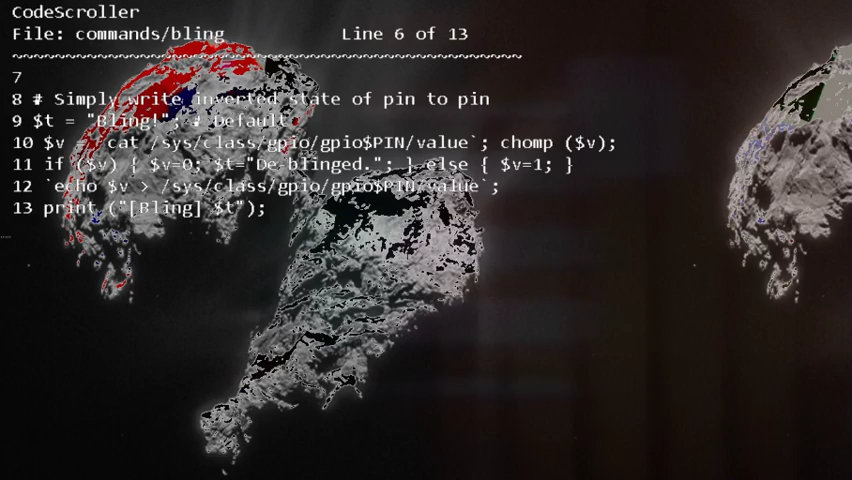 CodeScroller
File: commands/bling Line 6 of 13
~~~~~~~~~~~~~~~~~~~~~~~~~~~~~~~~~~~~~~~~~~~~~~~~~~~~~~~~~~~~
7
8 # Simply write inverted state of pin to pin
9 $t = "Bling!"; # Default
10 $v = `cat /sys/class/gpio/gpio$PIN/value`; chomp ($v);
11 if ($v) { $v=0; $t="De-blinged."; } else { $v=1; }
12 `echo $v > /sys/class/gpio/gpio$PIN/value`;
13 print ("[Bling] $t");